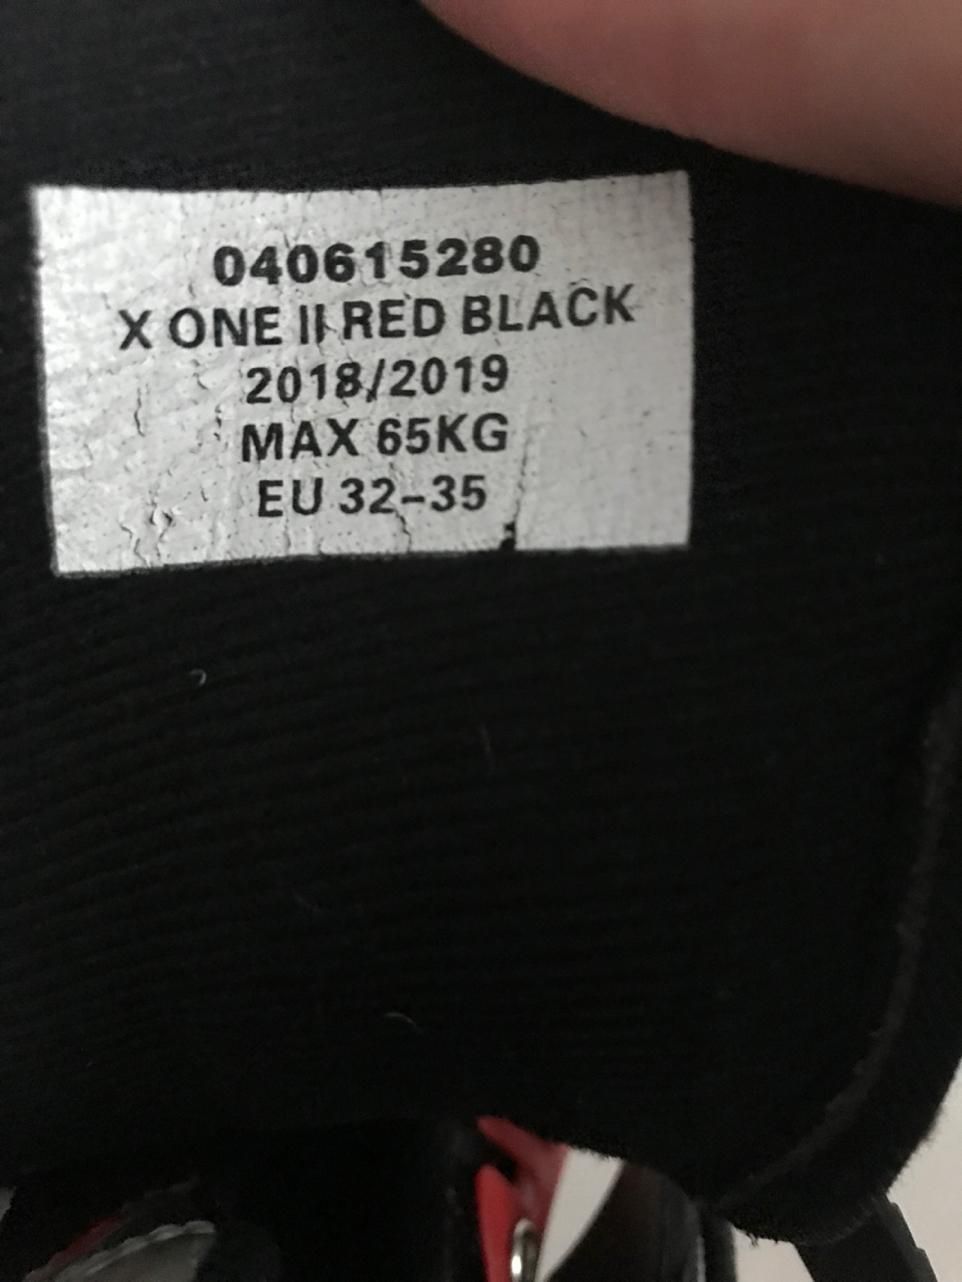 040615280
X ONE II RED BLACK
2018/2019
MAX 65KG
EU 32-35